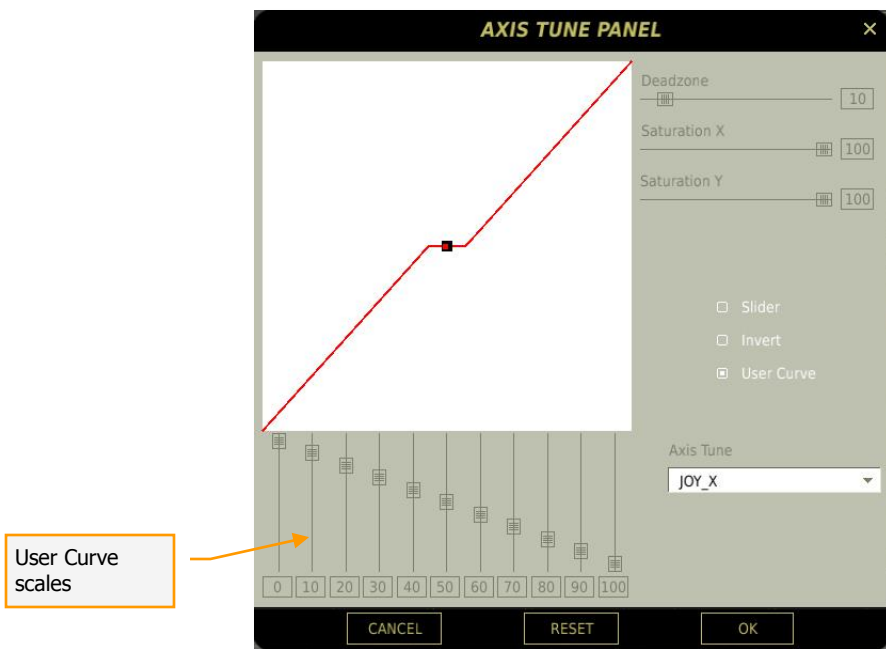 AXIS TUNE PANEL
Deadzone
10
Saturation X
100
Saturation Y
100
Slider
Invert
User Curve
Axis Tune
JOY_X
User Curve
scales
0 10 20 30 40 50 60 70 80 90 100
CANCEL RESET OK